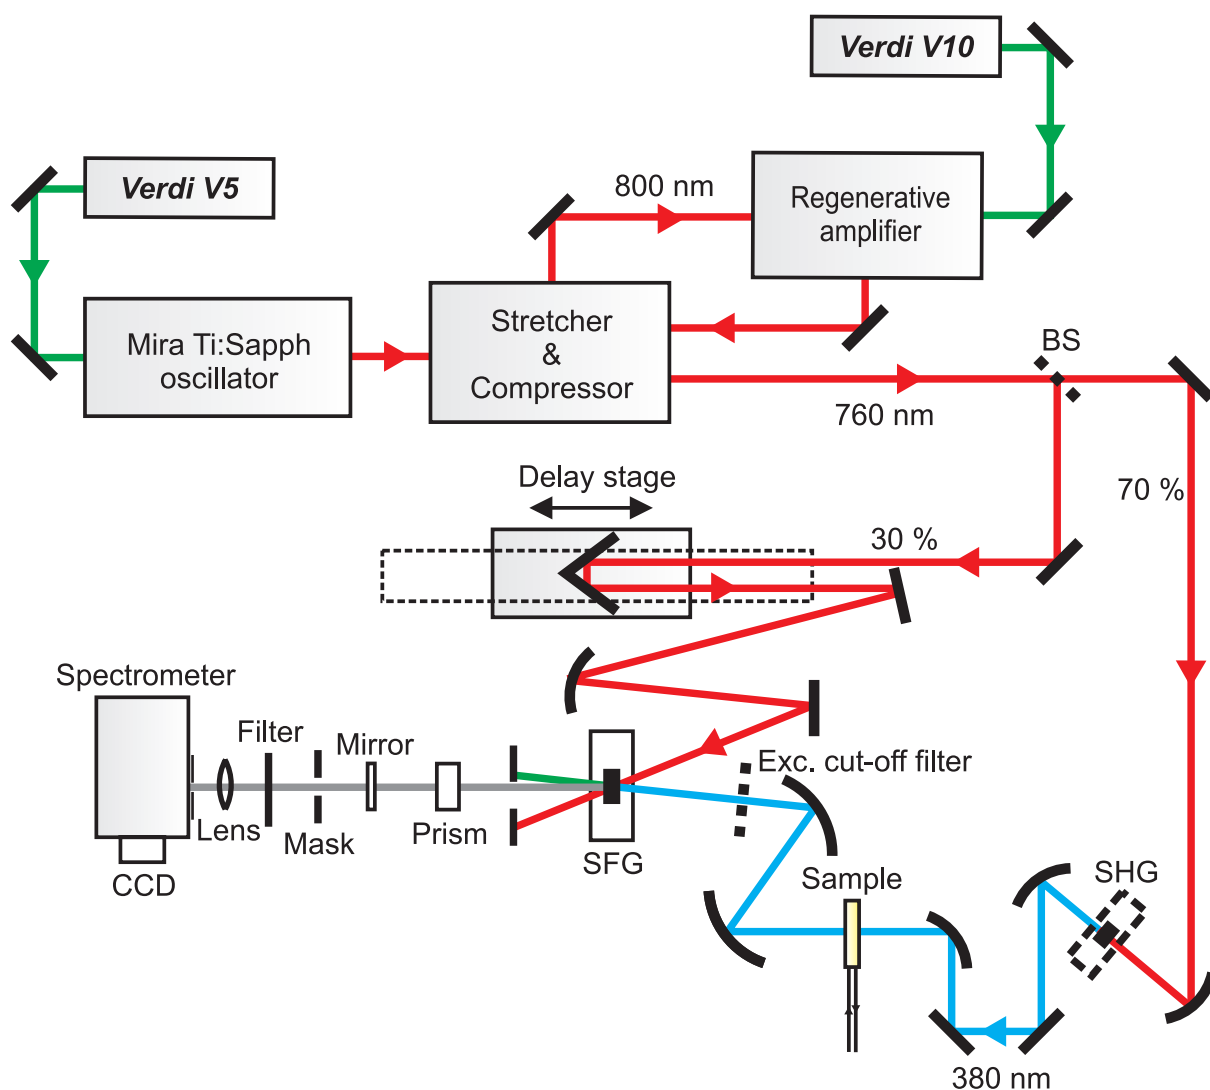 Verdi V10
Verdi V5
800 nm
Regenerative
amplifier
Mira Ti:Sapph
oscillator
Stretcher
&
Compressor
BS
760 nm
Delay stage
70 %
30 %
Spectrometer
Filter
Mirror
Exc. cut-off filter
Lens
Mask
Prism
SFG
CCD
Sample
SHG
380 nm